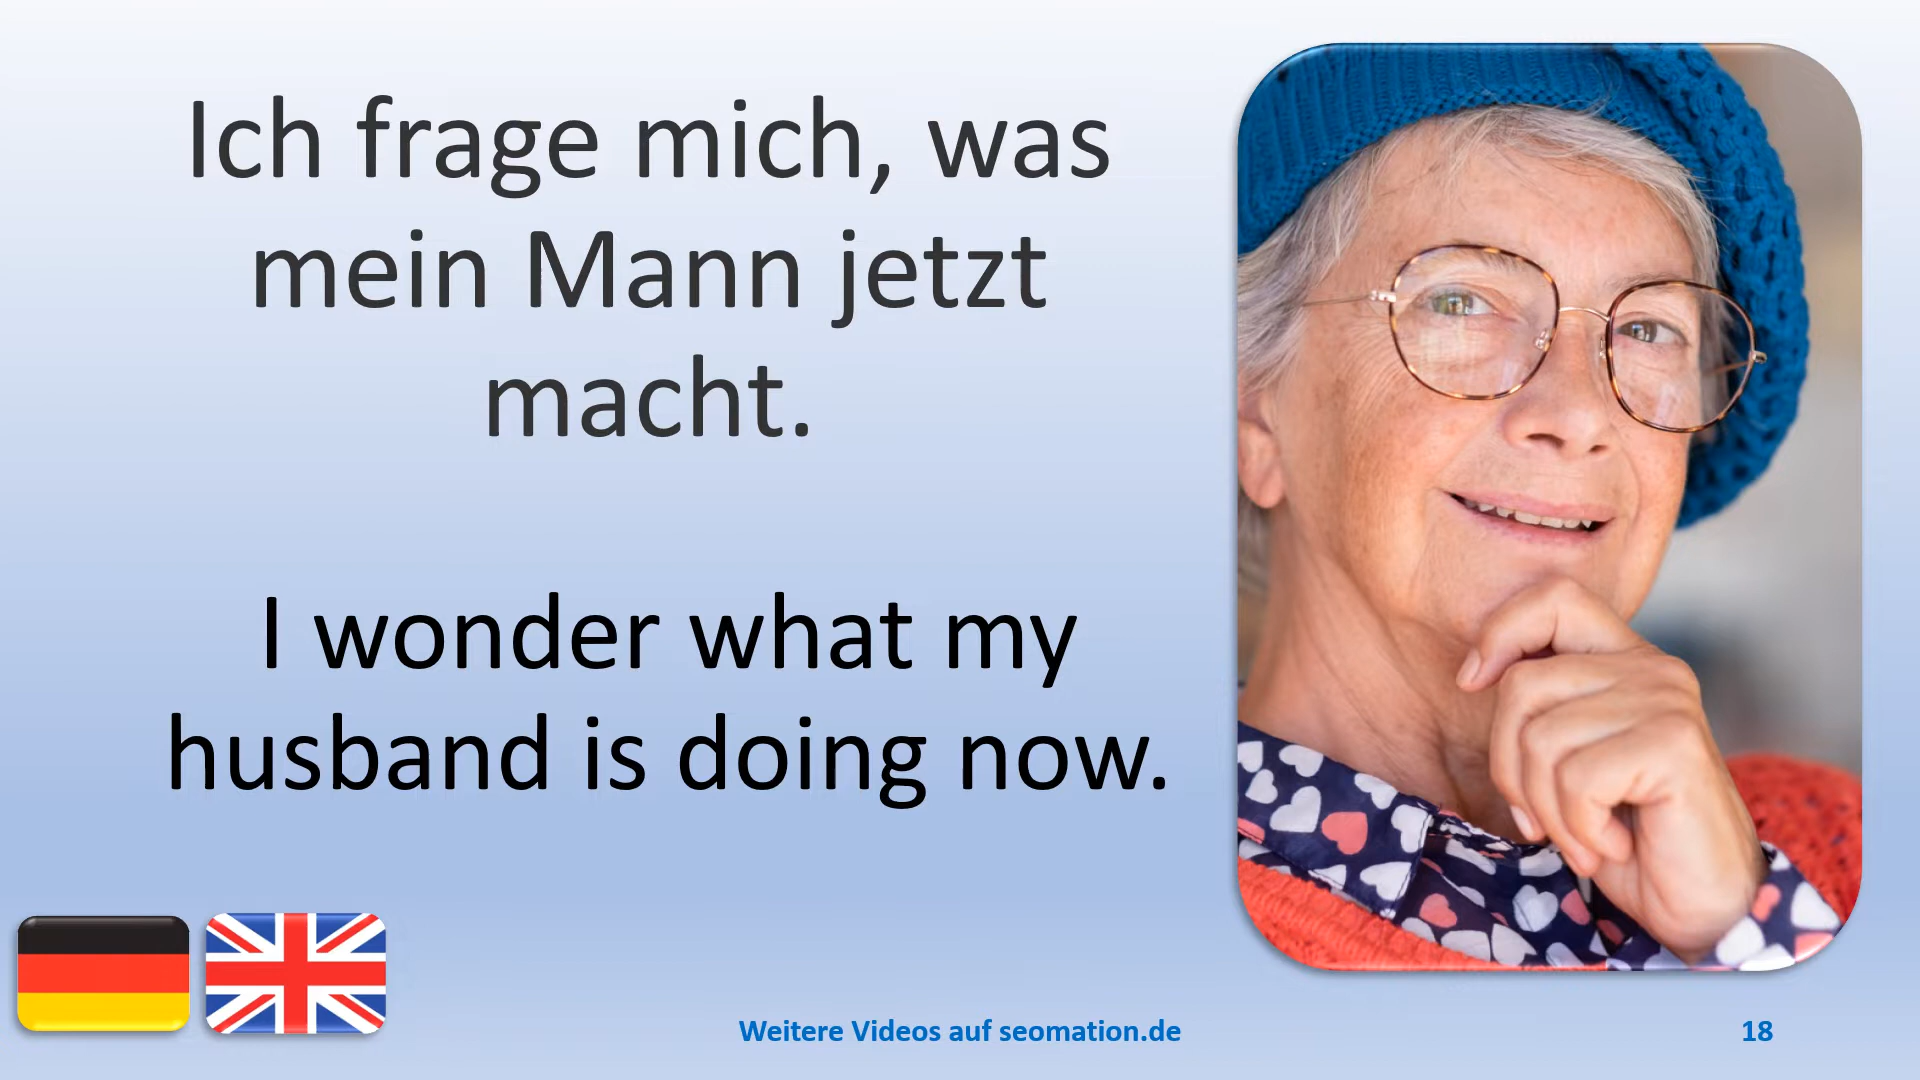 Ich frage mich, was
mein Mann jetzt
macht.
I wonder what my
husband is doing now.
Weitere Videos auf seomation.de
18